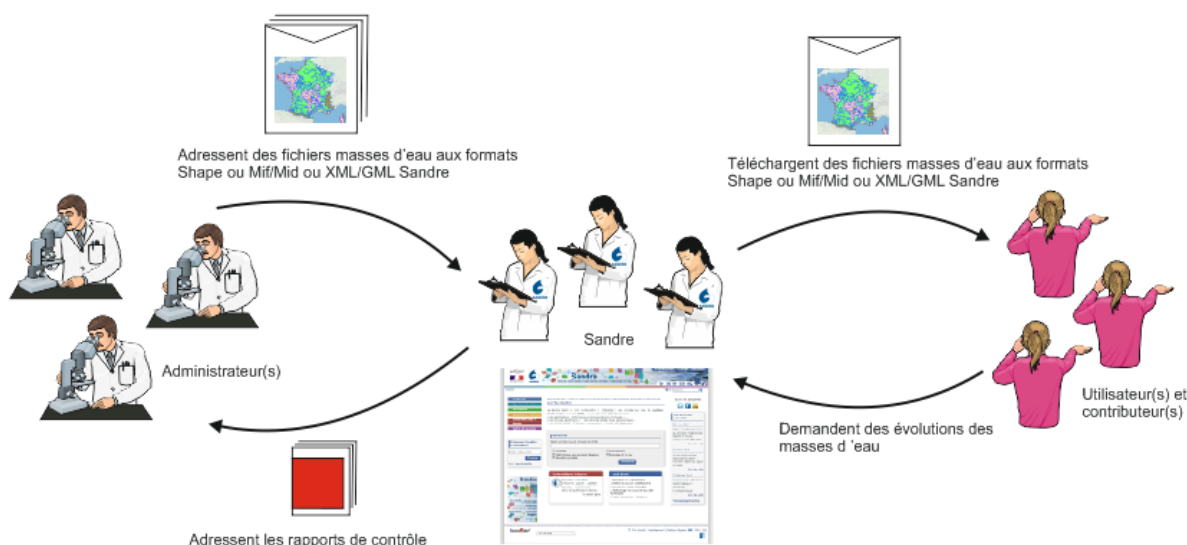 Adressent des fichiers masses d'eau aux formats
Shape ou Mif/Mid ou XML/GML Sandre
Téléchargent des fichiers masses d'eau aux formats
Shape ou Mif/Mid ou XML/GML Sandre
Administrateur(s)
Sandre
Sandre
Utilisateur(s) et
contributeur(s)
Demandent des évolutions des
masses d 'eau
Adressent les rapports de contrôle